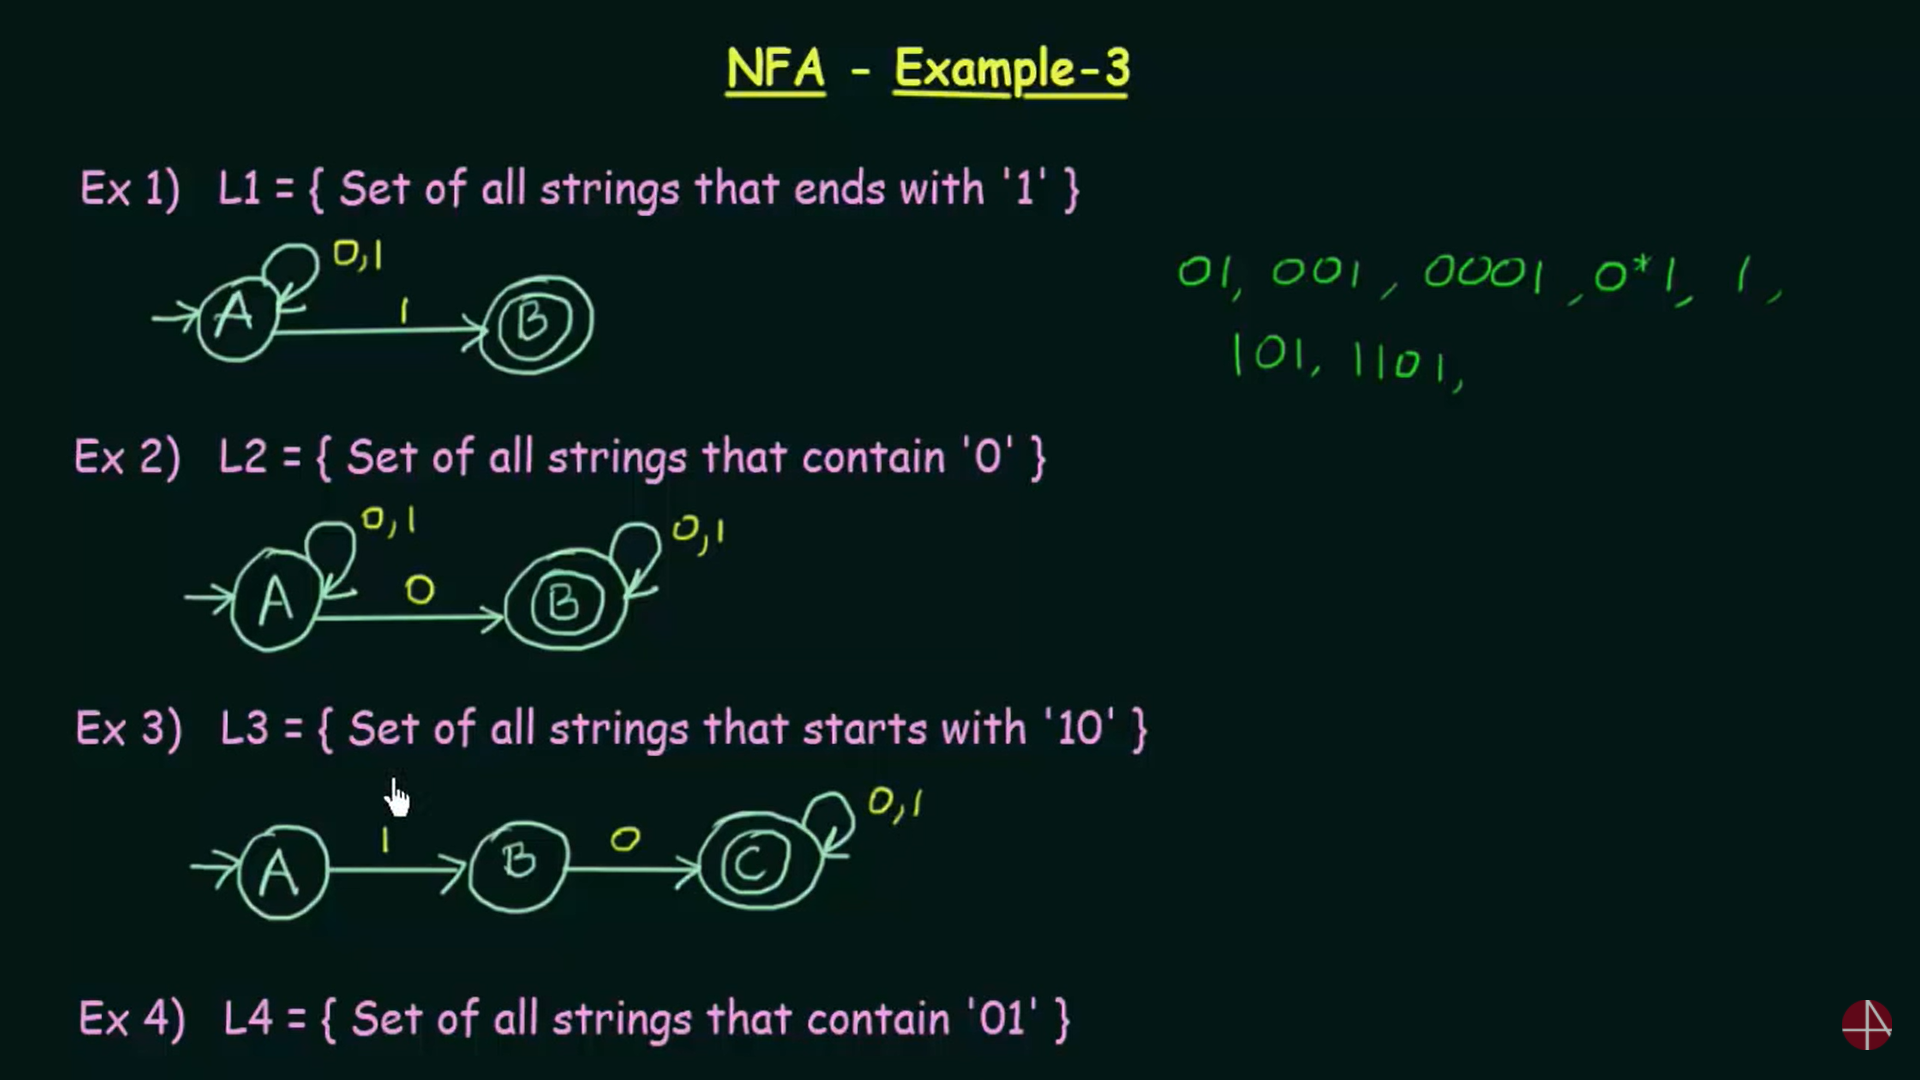 NFA - Example-3
Ex 1) L1 = { Set of all strings that ends with '1' }
0,1
A
1
B
01, 001, 0001, 0*1, 1,
101, 1101,
Ex 2) L2 = { Set of all strings that contain '0' }
0,1
0,1
A
0
B
Ex 3) L3 = { Set of all strings that starts with '10' }
0,1
A
1
B
0
C
Ex 4) L4 = { Set of all strings that contain '01' }